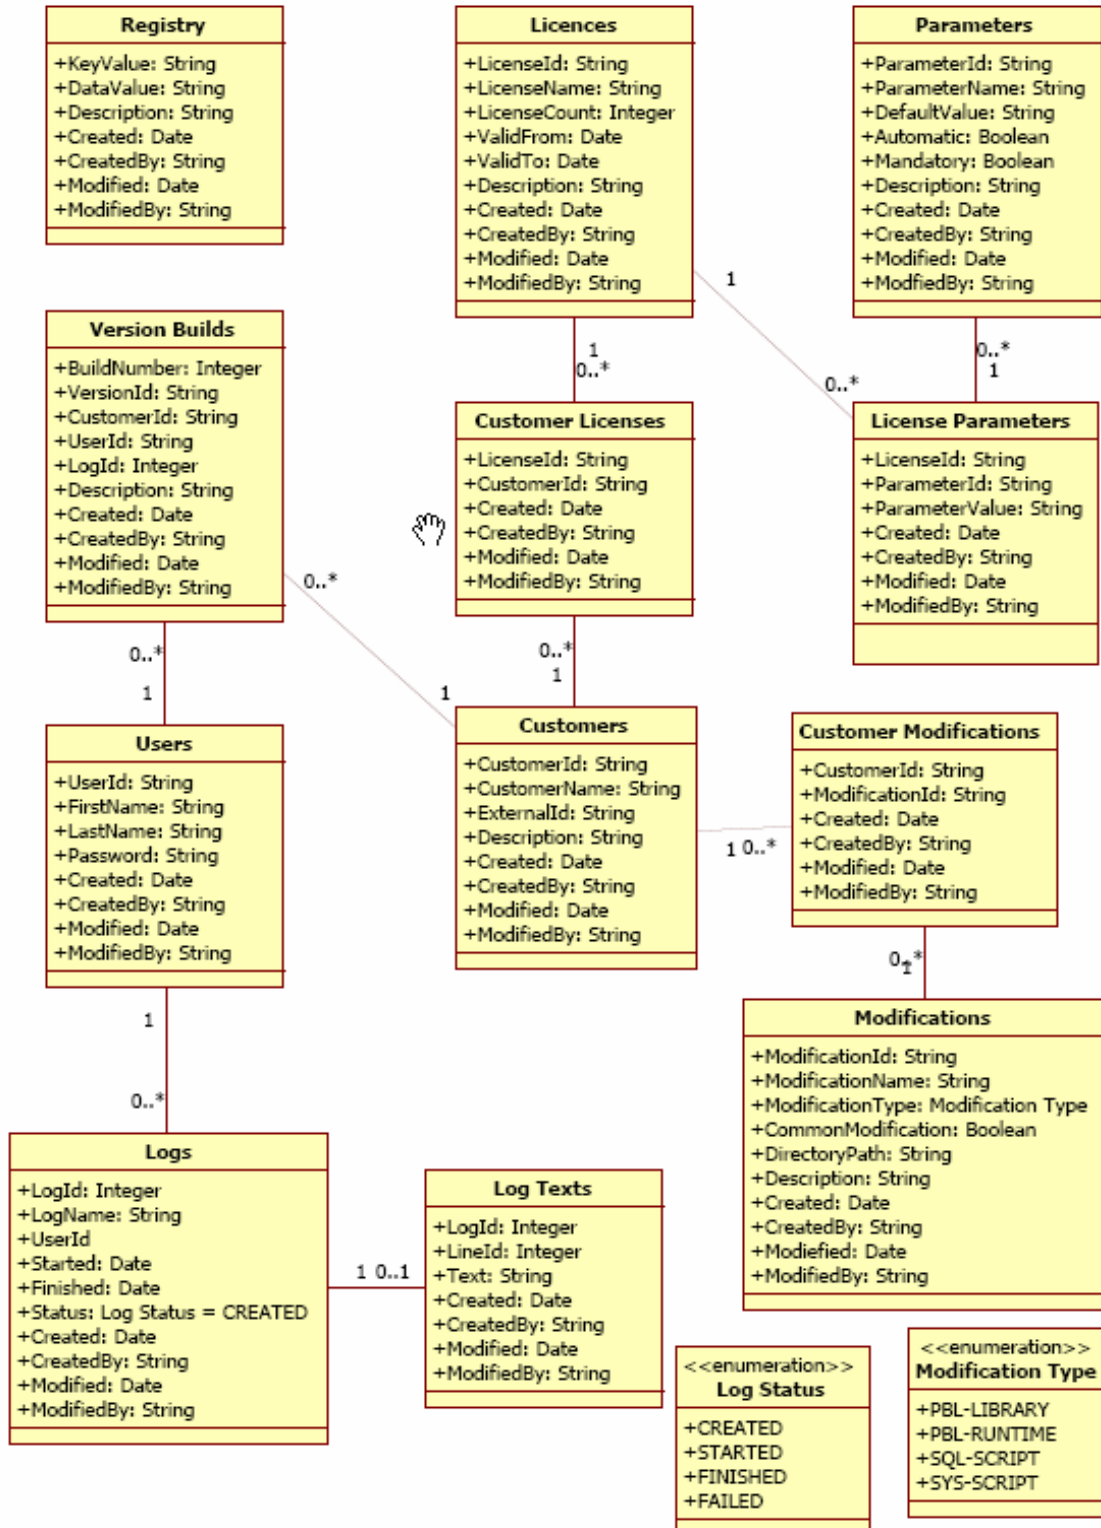 Registry
+KeyValue: String
+DataValue: String
+Description: String
+Created: Date
+CreatedBy: String
+Modified: Date
+ModifiedBy: String
Licences
+LicenseId: String
+LicenseName: String
+LicenseCount: Integer
+ValidFrom: Date
+ValidTo: Date
+Description: String
+Created: Date
+CreatedBy: String
+Modified: Date
+ModifiedBy: String
Parameters
+ParameterId: String
+ParameterName: String
+DefaultValue: String
+Automatic: Boolean
+Mandatory: Boolean
+Description: String
+Created: Date
+CreatedBy: String
+Modified: Date
+ModfiedBy: String
1
0..*
1
0..*
0..*
1
Version Builds
+BuildNumber: Integer
+VersionId: String
+CustomerId: String
+UserId: String
+LogId: Integer
+Description: String
+Created: Date
+CreatedBy: String
+Modified: Date
+ModifiedBy: String
Customer Licenses
+LicenseId: String
+CustomerId: String
+Created: Date
+CreatedBy: String
+Modified: Date
+ModifiedBy: String
License Parameters
+LicenseId: String
+ParameterId: String
+ParameterValue: String
+Created: Date
+CreatedBy: String
+Modified: Date
+ModifiedBy: String
0..*
1
0..*
1
0..*
1
Users
+UserId: String
+FirstName: String
+LastName: String
+Password: String
+Created: Date
+CreatedBy: String
+Modified: Date
+ModifiedBy: String
Customers
+CustomerId: String
+CustomerName: String
+ExternalId: String
+Description: String
+Created: Date
+CreatedBy: String
+Modified: Date
+ModifiedBy: String
1 0..*
Customer Modifications
+CustomerId: String
+ModificationId: String
+Created: Date
+CreatedBy: String
+Modified: Date
+ModifiedBy: String
0..*
1
1
0..*
Modifications
+ModificationId: String
+ModificationName: String
+ModificationType: Modification Type
+CommonModification: Boolean
+DirectoryPath: String
+Description: String
+Created: Date
+CreatedBy: String
+Modiefied: Date
+ModifiedBy: String
Logs
+LogId: Integer
+LogName: String
+UserId
+Started: Date
+Finished: Date
+Status: Log Status = CREATED
+Created: Date
+CreatedBy: String
+Modified: Date
+ModifiedBy: String
1 0..1
Log Texts
+LogId: Integer
+LineId: Integer
+Text: String
+Created: Date
+CreatedBy: String
+Modified: Date
+ModifiedBy: String
<<enumeration>>
Log Status
+CREATED
+STARTED
+FINISHED
+FAILED
<<enumeration>>
Modification Type
+PBL-LIBRARY
+PBL-RUNTIME
+SQL-SCRIPT
+SYS-SCRIPT